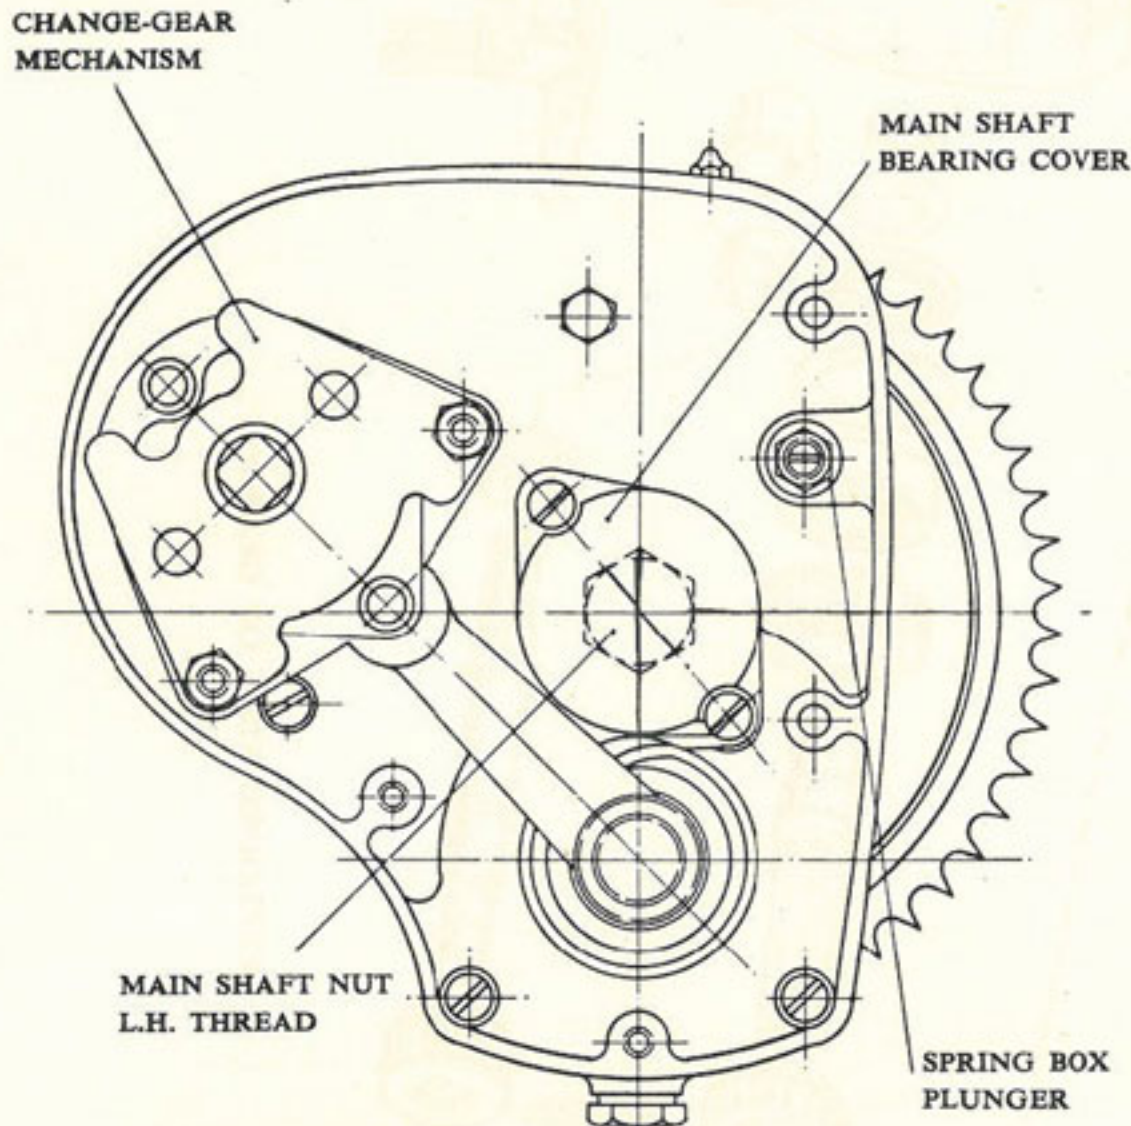 CHANGE-GEAR
MECHANISM
MAIN SHAFT
BEARING COVER
MAIN SHAFT NUT
L.H. THREAD
SPRING BOX
PLUNGER